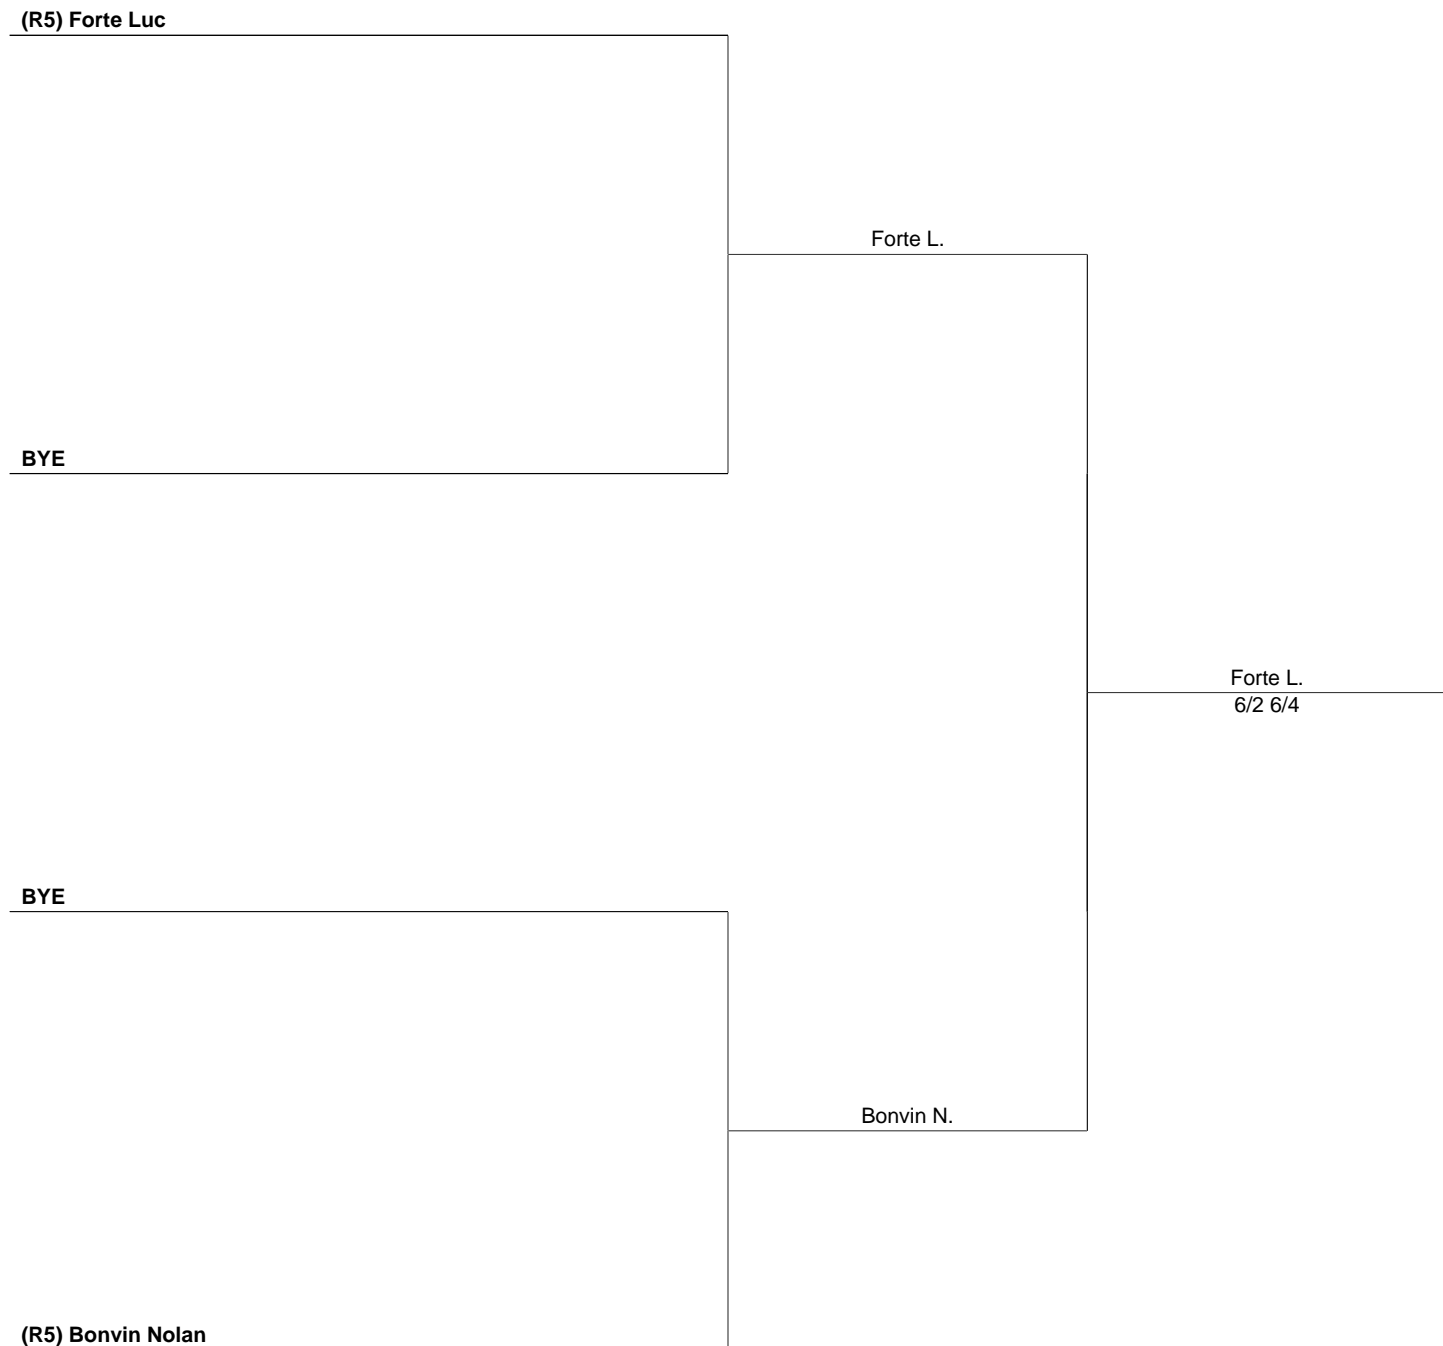 (R5) Forte Luc
Forte L.
BYE
Forte L.
6/2 6/4
BYE
Bonvin N.
(R5) Bonvin Nolan